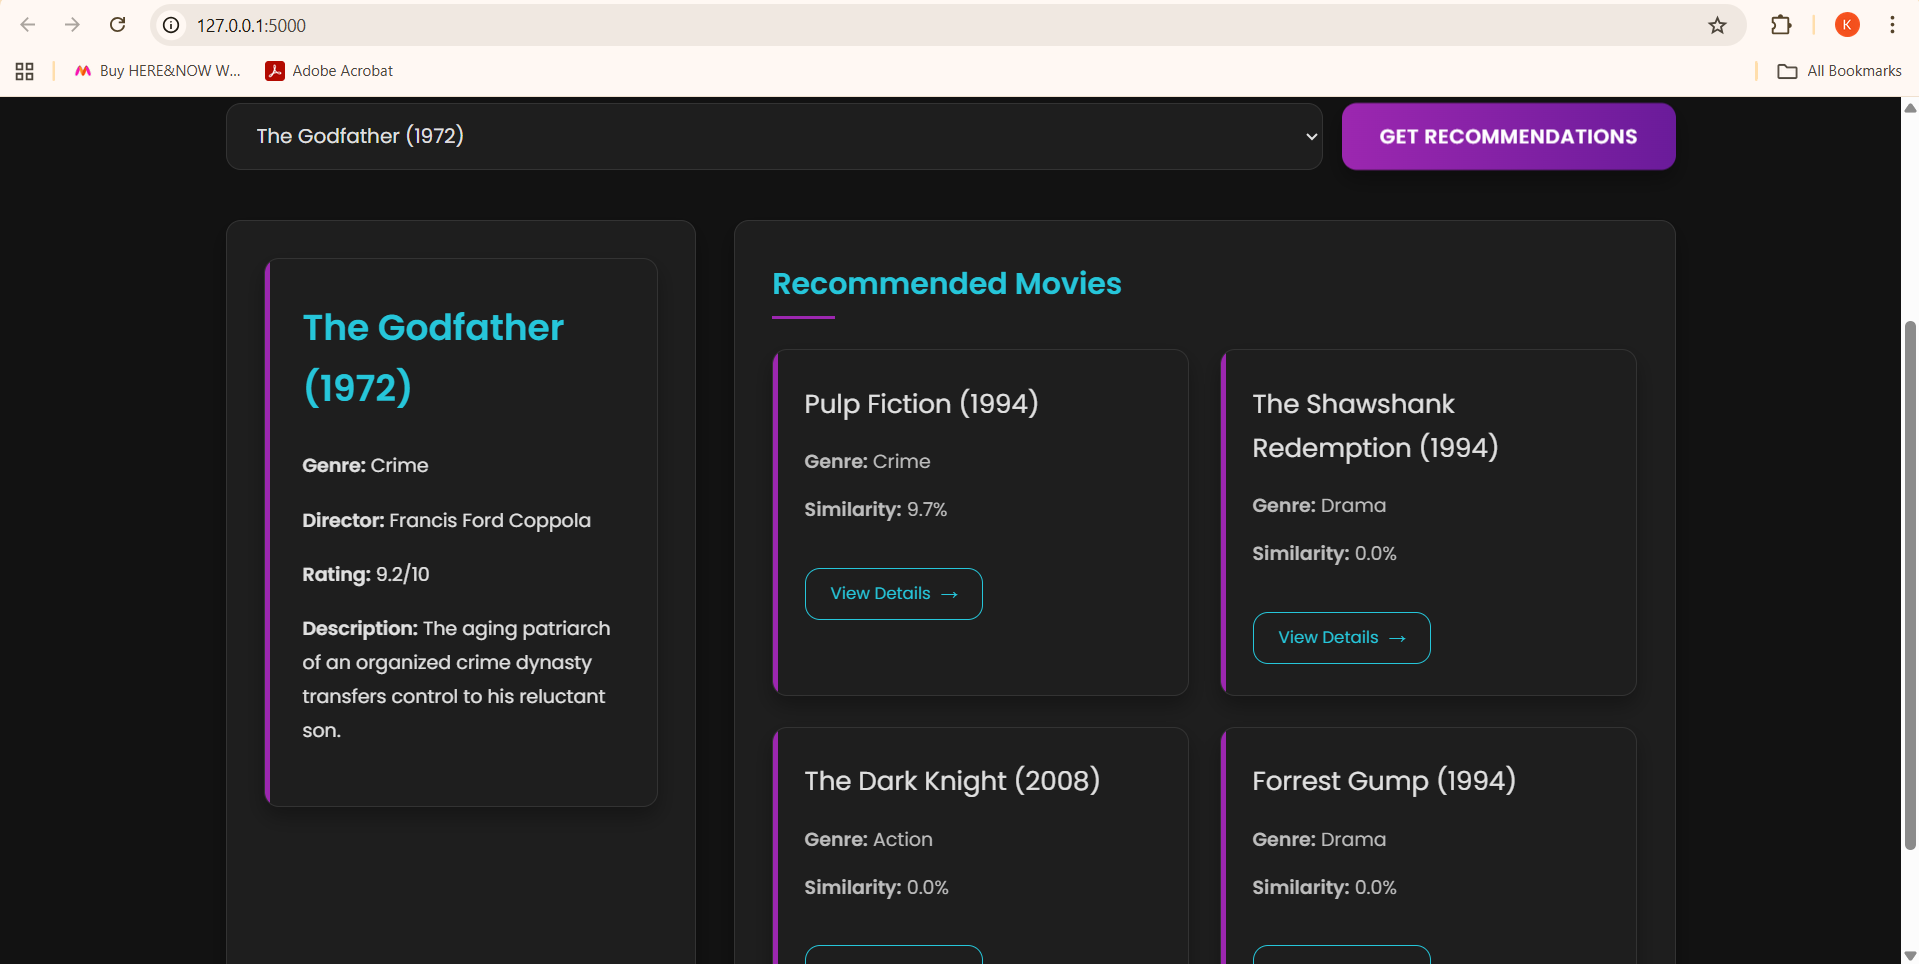 127.0.0.1:5000
K
Buy HERE&NOW W...
Adobe Acrobat
All Bookmarks
The Godfather (1972)
GET RECOMMENDATIONS
The Godfather
(1972)
Genre: Crime
Director: Francis Ford Coppola
Rating: 9.2/10
Description: The aging patriarch
of an organized crime dynasty
transfers control to his reluctant
son.
Recommended Movies
Pulp Fiction (1994)
Genre: Crime
Similarity: 9.7%
View Details →
The Shawshank
Redemption (1994)
Genre: Drama
Similarity: 0.0%
View Details →
The Dark Knight (2008)
Genre: Action
Similarity: 0.0%
Forrest Gump (1994)
Genre: Drama
Similarity: 0.0%